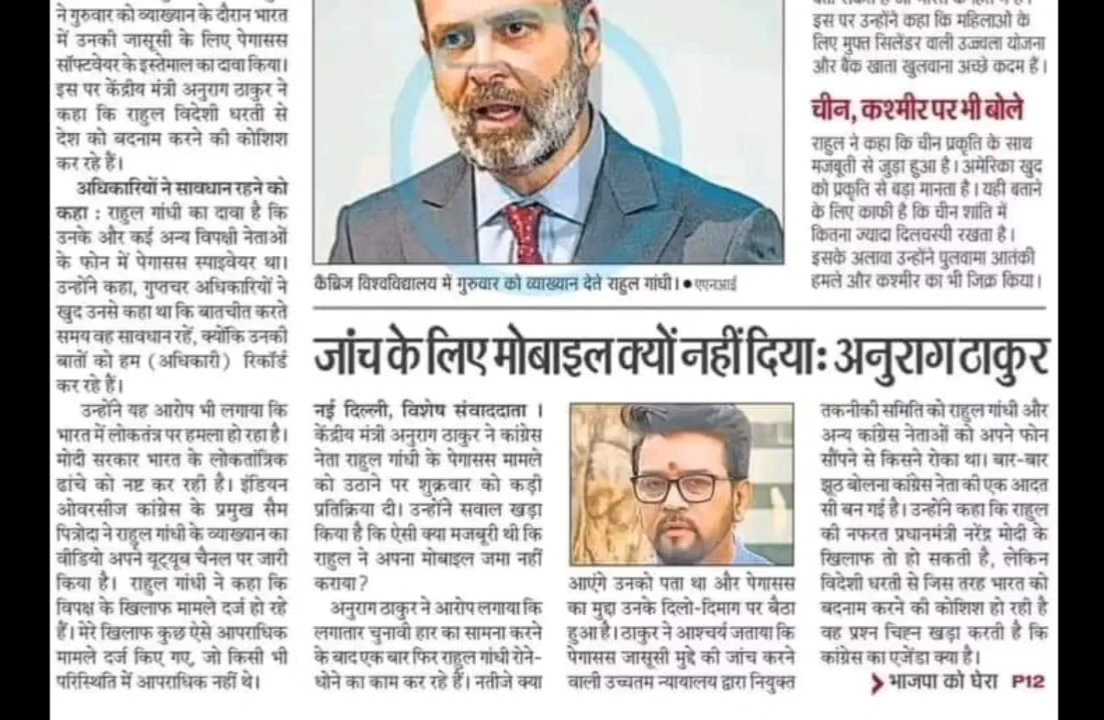 ने गुरुवार को व्याख्यान के दौरान भारत
में उनकी जासूसी के लिए पेगासस
सॉफ्टवेयर के इस्तेमाल का दावा किया।
इस पर केंद्रीय मंत्री अनुराग ठाकुर ने
कहा कि राहुल विदेशी धरती से
देश को बदनाम करने की कोशिश
कर रहे हैं।
अधिकारियों ने सावधान रहने को
कहा : राहुल गांधी का दावा है कि
उनके और कई अन्य विपक्षी नेताओं
के फोन में पेगासस स्पाइवेयर था।
उन्होंने कहा, गुप्तचर अधिकारियों ने
खुद उनसे कहा था कि बातचीत करते
समय वह सावधान रहें, क्योंकि उनकी
बातों को हम (अधिकारी) रिकॉर्ड
कर रहे हैं।
उन्होंने यह आरोप भी लगाया कि
भारत में लोकतंत्र पर हमला हो रहा है।
मोदी सरकार भारत के लोकतांत्रिक
ढांचे को नष्ट कर रही है। इंडियन
ओवरसीज कांग्रेस के प्रमुख सैम
पित्रोदा ने राहुल गांधी के व्याख्यान का
वीडियो अपने यूट्यूब चैनल पर जारी
किया है। राहुल गांधी ने कहा कि
विपक्ष के खिलाफ मामले दर्ज हो रहे
हैं। मेरे खिलाफ कुछ ऐसे आपराधिक
मामले दर्ज किए गए, जो किसी भी
परिस्थिति में आपराधिक नहीं थे।
कैंब्रिज विश्वविद्यालय में गुरुवार को व्याख्यान देते राहुल गांधी। ● एएनआई
इस पर उन्होंने कहा कि महिलाओं के
लिए मुफ्त सिलेंडर वाली उज्ज्वला योजना
और बैंक खाता खुलवाना अच्छे कदम हैं।
चीन, कश्मीर पर भी बोले
राहुल ने कहा कि चीन प्रकृति के साथ
मजबूती से जुड़ा हुआ है। अमेरिका खुद
को प्रकृति से बड़ा मानता है। यही बताने
के लिए काफी है कि चीन शांति में
कितना ज्यादा दिलचस्पी रखता है।
इसके अलावा उन्होंने पुलवामा आतंकी
हमले और कश्मीर का भी जिक्र किया।
जांच के लिए मोबाइल क्यों नहीं दिया: अनुराग ठाकुर
नई दिल्ली, विशेष संवाददाता ।
केंद्रीय मंत्री अनुराग ठाकुर ने कांग्रेस
नेता राहुल गांधी के पेगासस मामले
को उठाने पर शुक्रवार को कड़ी
प्रतिक्रिया दी। उन्होंने सवाल खड़ा
किया है कि ऐसी क्या मजबूरी थी कि
राहुल ने अपना मोबाइल जमा नहीं
कराया?
अनुराग ठाकुर ने आरोप लगाया कि
लगातार चुनावी हार का सामना करने
के बाद एक बार फिर राहुल गांधी रोने-
धोने का काम कर रहे हैं। नतीजे क्या
आएंगे उनको पता था और पेगासस
का मुद्दा उनके दिलो-दिमाग पर बैठा
हुआ है। ठाकुर ने आश्चर्य जताया कि
पेगासस जासूसी मुद्दे की जांच करने
वाली उच्चतम न्यायालय द्वारा नियुक्त
तकनीकी समिति को राहुल गांधी और
अन्य कांग्रेस नेताओं को अपने फोन
सौंपने से किसने रोका था। बार-बार
झूठ बोलना कांग्रेस नेता की एक आदत
सी बन गई है। उन्होंने कहा कि राहुल
की नफरत प्रधानमंत्री नरेंद्र मोदी के
खिलाफ तो हो सकती है, लेकिन
विदेशी धरती से जिस तरह भारत को
बदनाम करने की कोशिश हो रही है
वह प्रश्न चिह्न खड़ा करती है कि
कांग्रेस का एजेंडा क्या है।
❯ भाजपा को घेरा P12